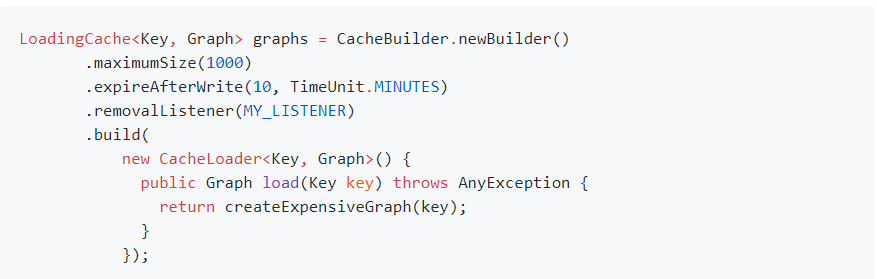 LoadingCache<Key, Graph> graphs = CacheBuilder.newBuilder()
.maximumSize(1000)
.expireAfterWrite(10, TimeUnit.MINUTES)
.removalListener(MY_LISTENER)
.build(
new CacheLoader<Key, Graph>() {
public Graph load(Key key) throws AnyException {
return createExpensiveGraph(key);
}
});